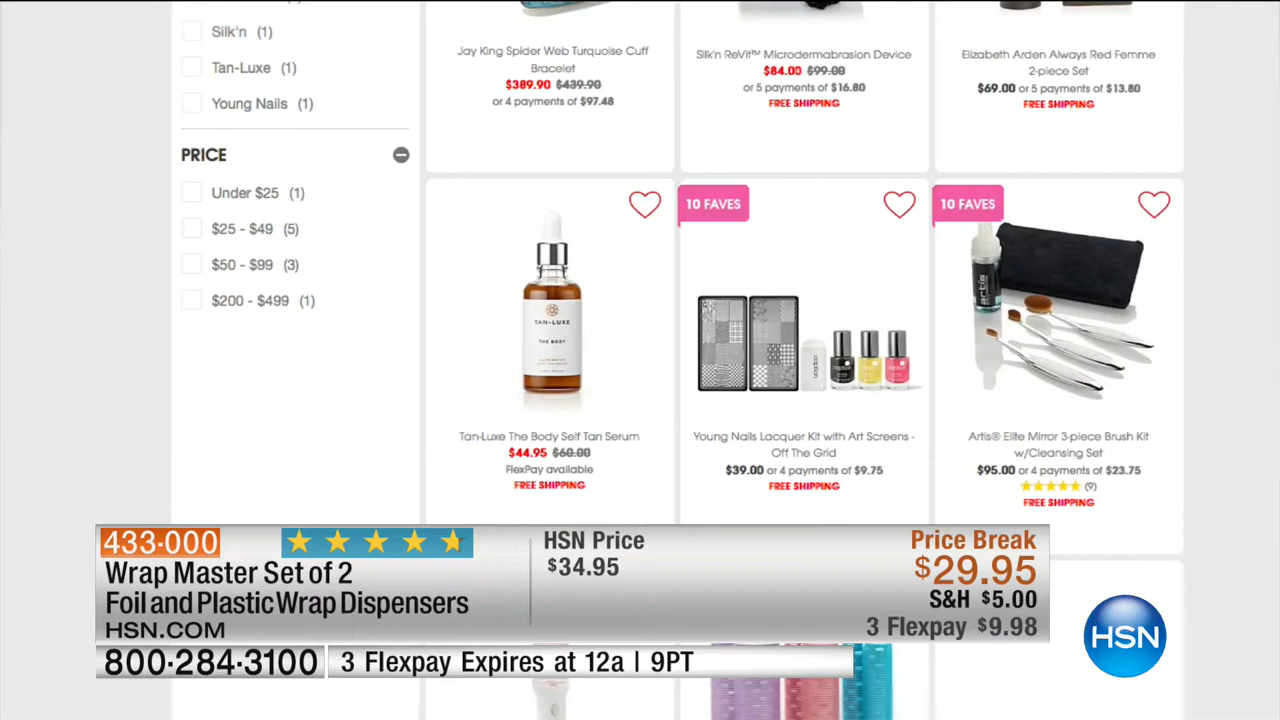 Silk'n (1)
Tan-Luxe (1)
Young Nails (1)
PRICE
Under $25 (1)
$25 - $49 (5)
$50 - $99 (3)
$200 - $499 (1)
Jay King Spider Web Turquoise Cuff
Bracelet
$389.90 $439.90
or 4 payments of $97.48
Silk'n ReVit™ Microdermabrasion Device
$84.00 $99.00
or 5 payments of $16.80
FREE SHIPPING
Elizabeth Arden Always Red Femme
2-piece Set
$69.00 or 5 payments of $13.80
FREE SHIPPING
TAN-LUXE
THE BODY
Tan-Luxe The Body Self Tan Serum
$44.95 $60.00
FlexPay available
FREE SHIPPING
10 FAVES
Young Nails Lacquer Kit with Art Screens -
Off The Grid
$39.00 or 4 payments of $9.75
FREE SHIPPING
10 FAVES
artis
Artis® Elite Mirror 3-piece Brush Kit
w/Cleansing Set
$95.00 or 4 payments of $23.75
(9)
FREE SHIPPING
433·000
Wrap Master Set of 2
Foil and Plastic Wrap Dispensers
HSN.COM
HSN Price
$34.95
Price Break
$29.95
S&H $5.00
3 Flexpay $9.98
800·284·3100
3 Flexpay Expires at 12a | 9PT
HSN